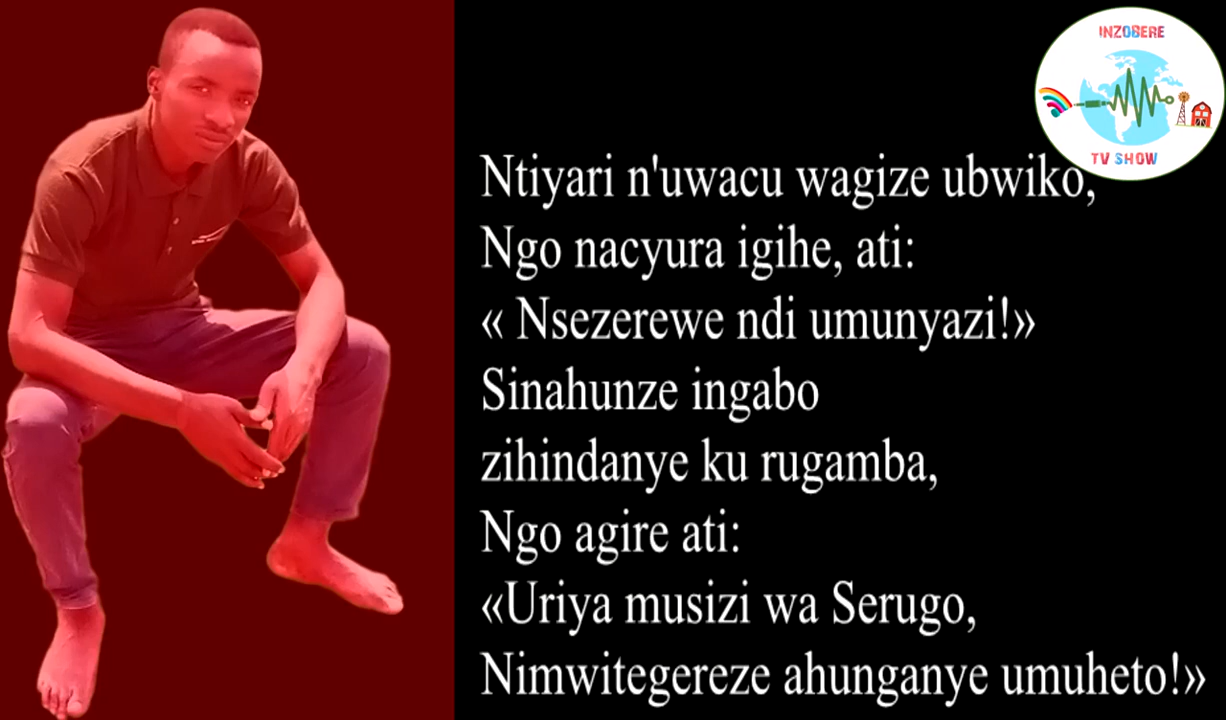 INZOBERE
TV SHOW
Ntiyari n'uwacu wagize ubwiko,
Ngo nacyura igihe, ati:
« Nsezerewe ndi umunyazi!»
Sinahunze ingabo
zihindanye ku rugamba,
Ngo agire ati:
«Uriya musizi wa Serugo,
Nimwitegereze ahunganye umuheto!»